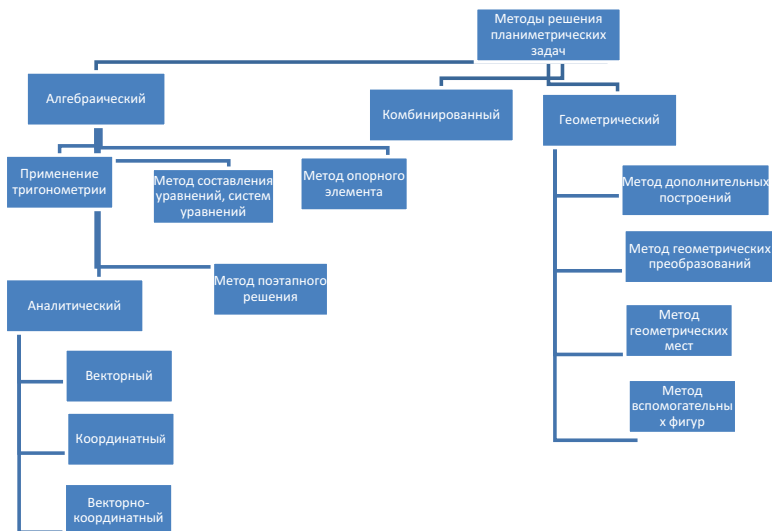 Методы решения
планиметрических
задач
Алгебраический
Комбинированный
Геометрический
Применение
тригонометрии
Метод составления
уравнений, систем
уравнений
Метод опорного
элемента
Метод дополнительных
построений
Метод геометрических
преобразований
Метод поэтапного
решения
Аналитический
Метод
геометрических
мест
Векторный
Метод
вспомогательны
х фигур
Координатный
Векторно-
координатный